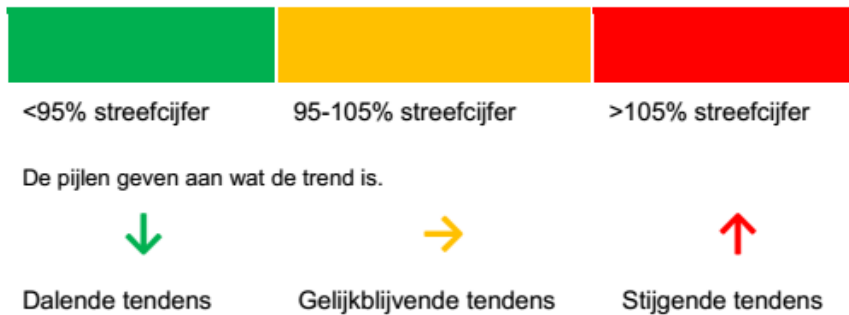 <95% streefcijfer 95-105% streefcijfer >105% streefcijfer
De pijlen geven aan wat de trend is.
Dalende tendens Gelijkblijvende tendens Stijgende tendens